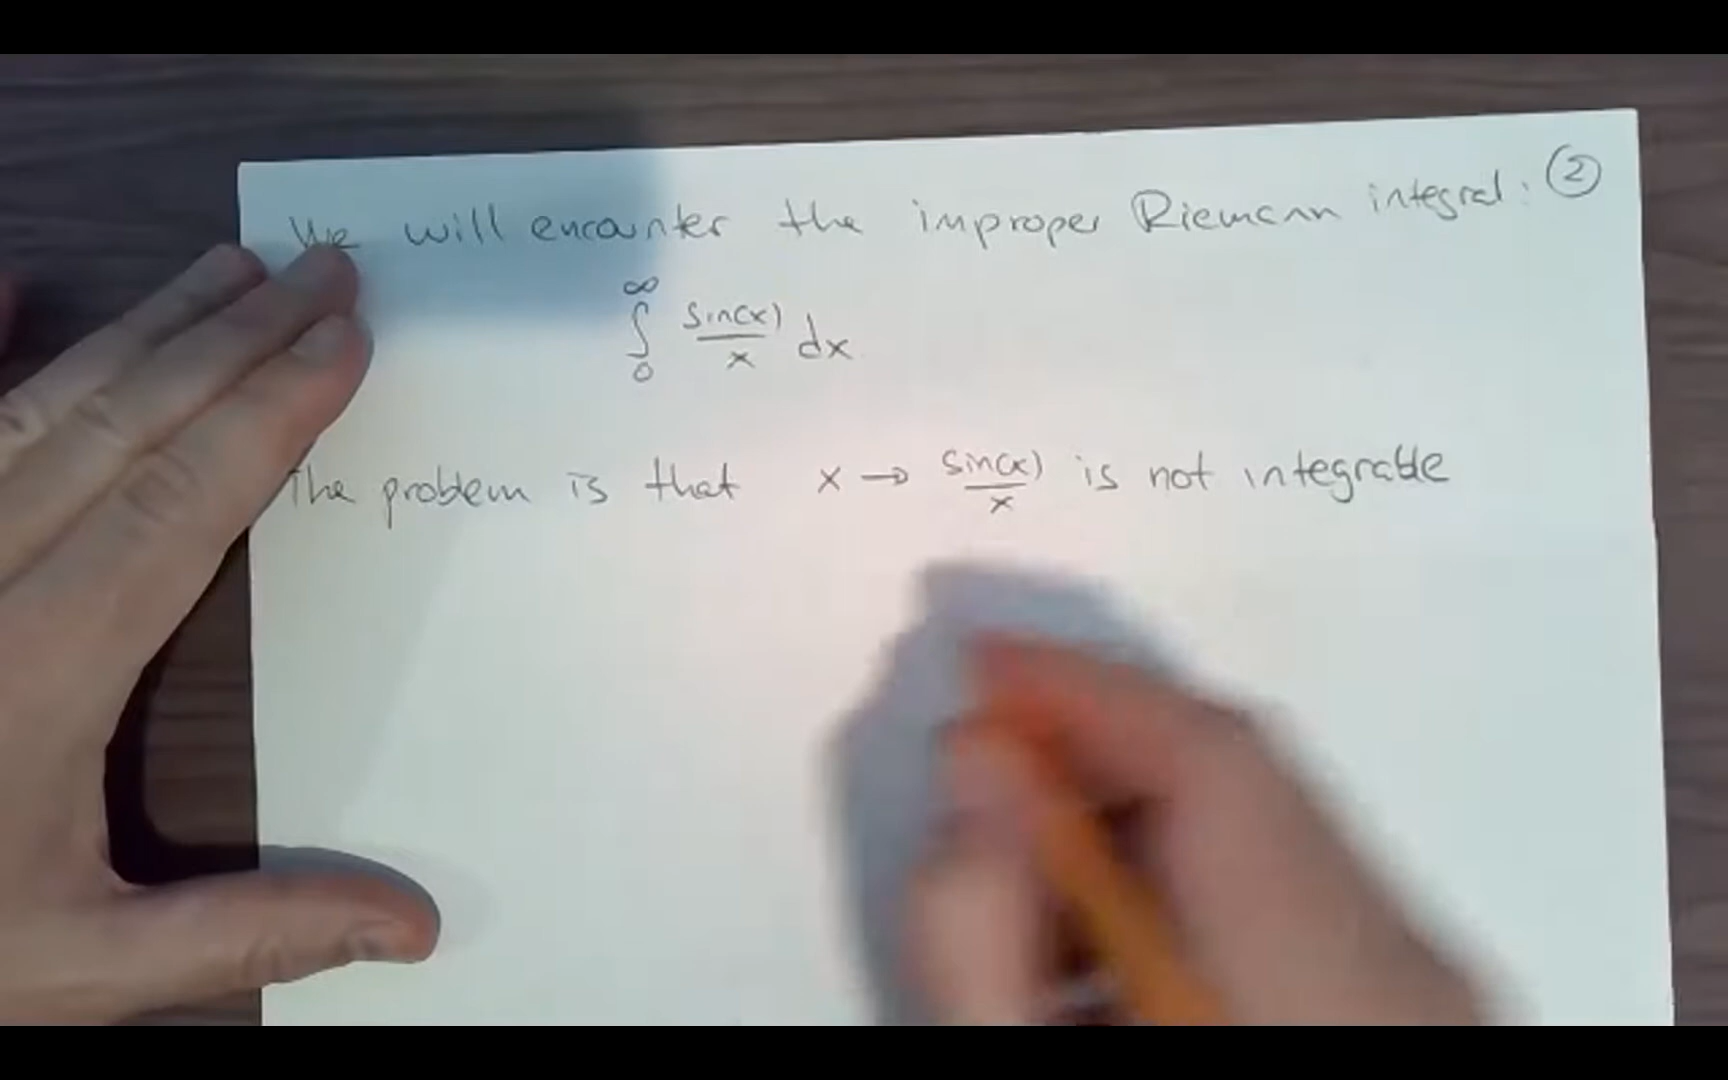 We will encounter the improper Riemann integral: ②
∞
∫ sin(x)/x dx
0
The problem is that x → sin(x)/x is not integrable